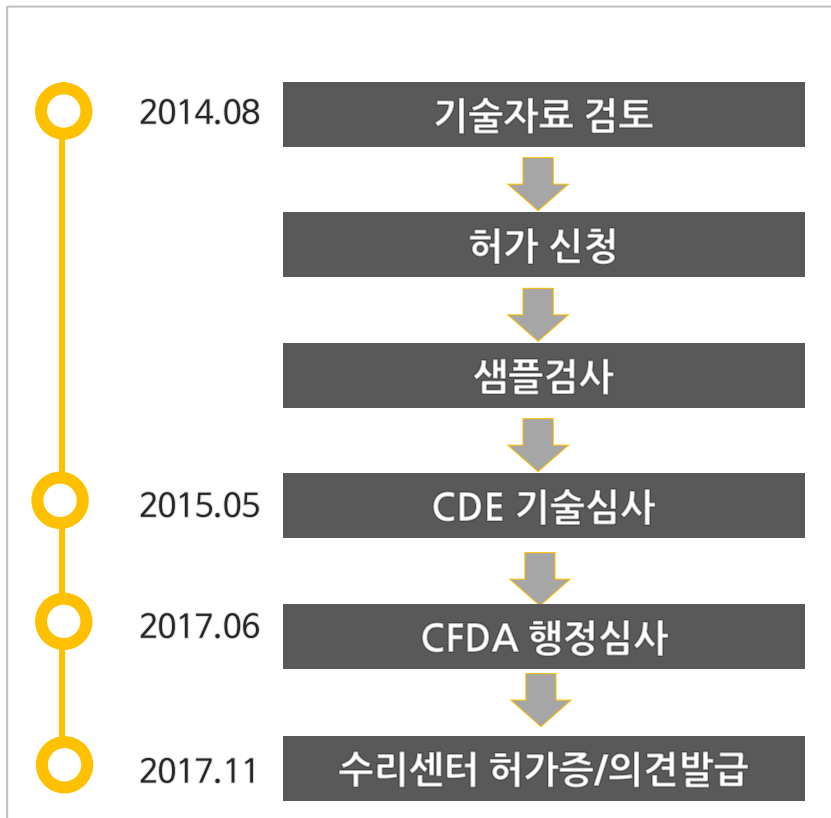 2014.08 기술자료 검토
허가 신청
샘플검사
2015.05 CDE 기술심사
2017.06 CFDA 행정심사
2017.11 수리센터 허가증/의견발급